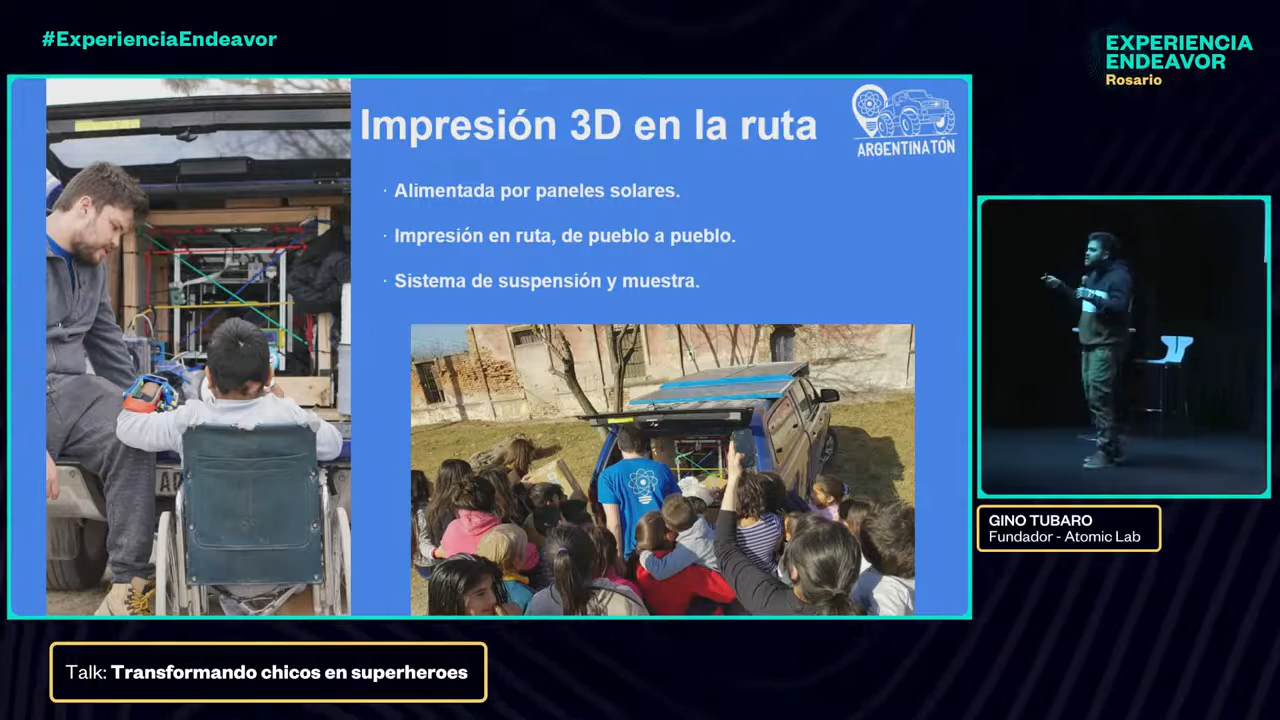 #ExperienciaEndeavor
EXPERIENCIA
ENDEAVOR
Rosario
Impresión 3D en la ruta
ARGENTINATÓN
· Alimentada por paneles solares.
· Impresión en ruta, de pueblo a pueblo.
· Sistema de suspensión y muestra.
GINO TUBARO
Fundador - Atomic Lab
Talk: Transformando chicos en superheroes